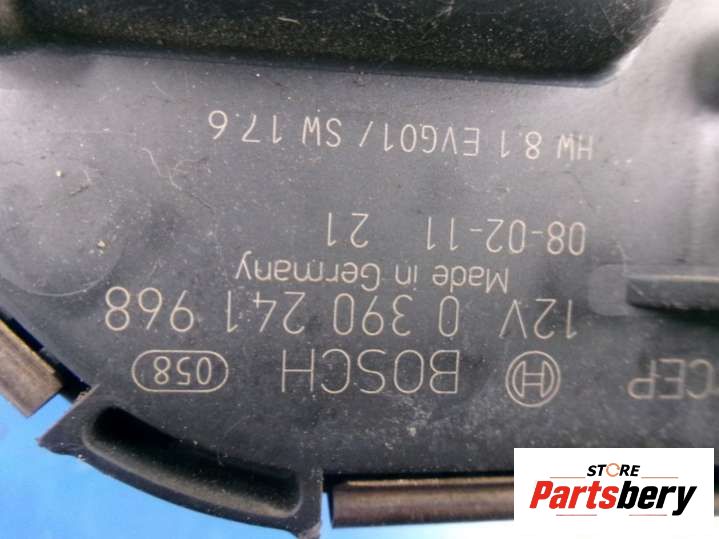 CEP BOSCH 058
12V 0 390 241 968
Made in Germany
08-02-11 21
HW 8.1 EVG01/ SW 17.6
STORE
Partsbery